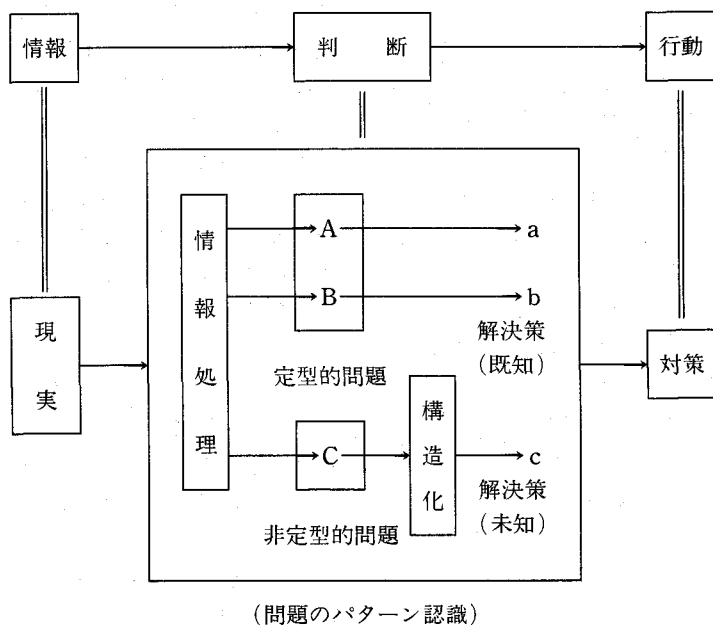 情報
判断
行動
情報処理
A
a
B
b
現実
解決策
(既知)
対策
定型的問題
構造化
C
c
解決策
(未知)
非定型的問題
(問題のパターン認識)